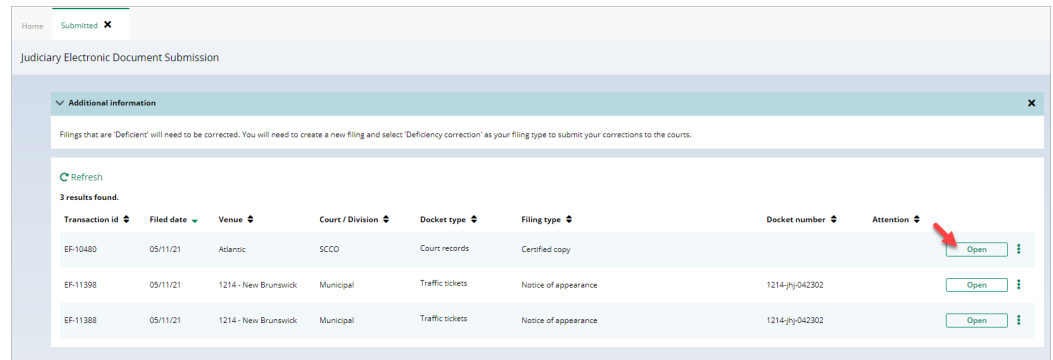 Home Submitted
Judiciary Electronic Document Submission
Additional information
Filings that are 'Deficient' will need to be corrected. You will need to create a new filing and select 'Deficiency correction' as your filing type to submit your corrections to the courts.
Refresh
3 results found.
Transaction id Filed date Venue Court / Division Docket type Filing type Docket number Attention
EF-10480 05/11/21 Atlantic SCCO Court records Certified copy Open
EF-11398 05/11/21 1214 - New Brunswick Municipal Traffic tickets Notice of appearance 1214-jhj-042302 Open
EF-11388 05/11/21 1214 - New Brunswick Municipal Traffic tickets Notice of appearance 1214-jhj-042302 Open